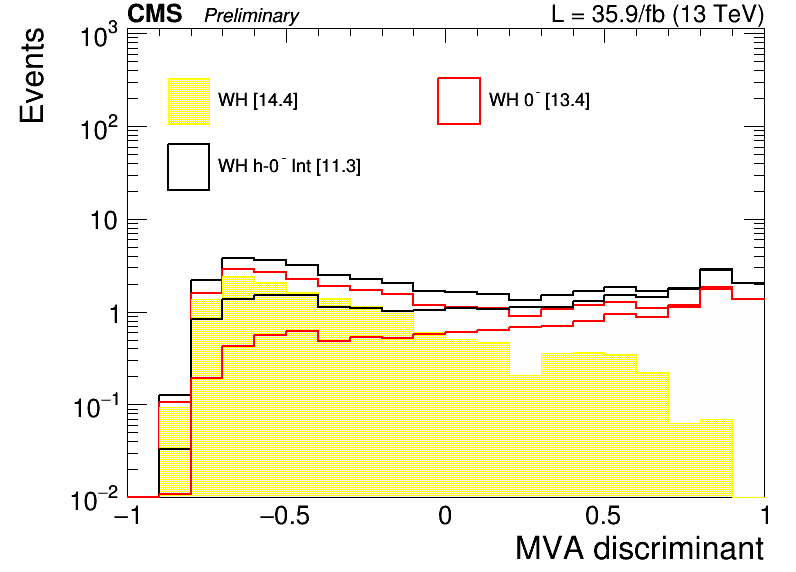 CMS Preliminary L = 35.9/fb (13 TeV)
Events
10³
10²
10
1
10⁻¹
10⁻²
WH [14.4]
WH 0⁻ [13.4]
WH h-0⁻ Int [11.3]
−1 −0.5 0 0.5 1
MVA discriminant